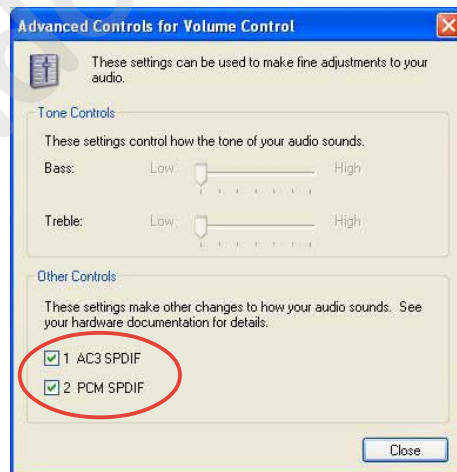 Advanced Controls for Volume Control
These settings can be used to make fine adjustments to your
audio.
Tone Controls
These settings control how the tone of your audio sounds.
Bass: Low High
Treble: Low High
Other Controls
These settings make other changes to how your audio sounds. See
your hardware documentation for details.
1 AC3 SPDIF
2 PCM SPDIF
Close